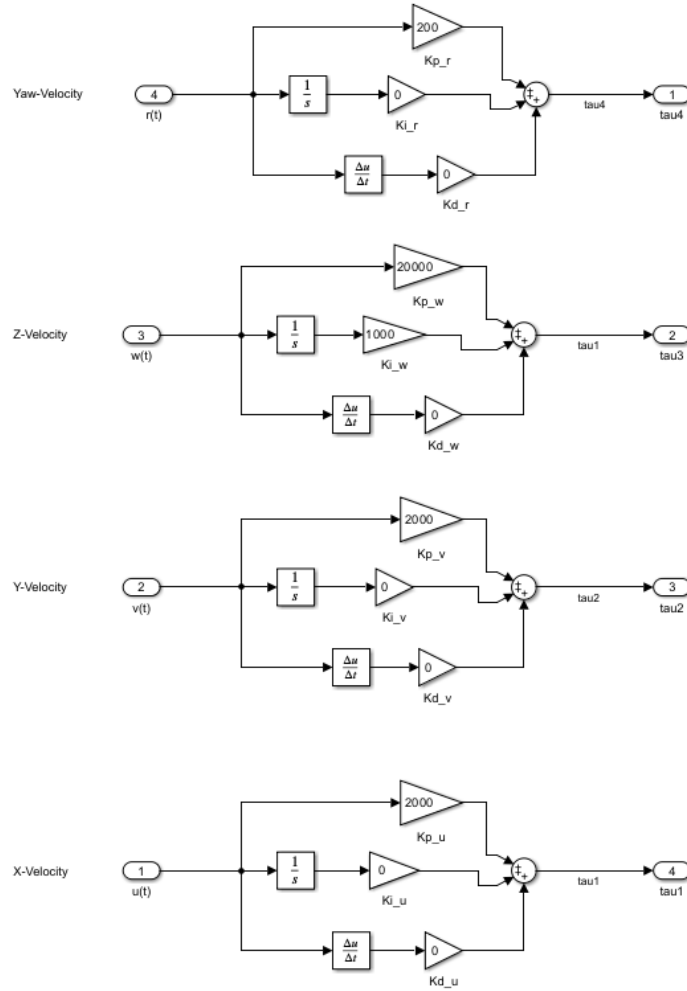 200
Kp_r
Yaw-Velocity
4
r(t)
1
s
0
Ki_r
+
+
+
tau4
1
tau4
Δu
Δt
0
Kd_r
20000
Kp_w
Z-Velocity
3
w(t)
1
s
1000
Ki_w
+
+
+
tau1
2
tau3
Δu
Δt
0
Kd_w
2000
Kp_v
Y-Velocity
2
v(t)
1
s
0
Ki_v
+
+
+
tau2
3
tau2
Δu
Δt
0
Kd_v
2000
Kp_u
X-Velocity
1
u(t)
1
s
0
Ki_u
+
+
+
tau1
4
tau1
Δu
Δt
0
Kd_u